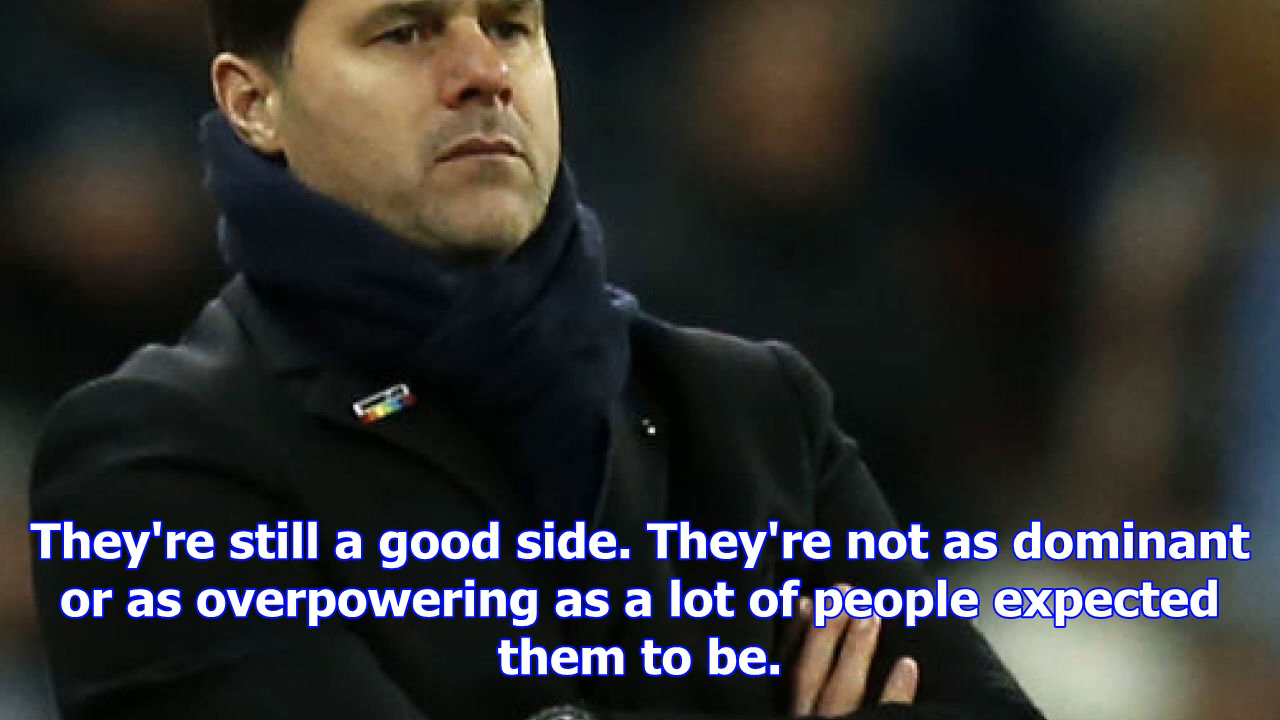 They're still a good side. They're not as dominant
or as overpowering as a lot of people expected
them to be.